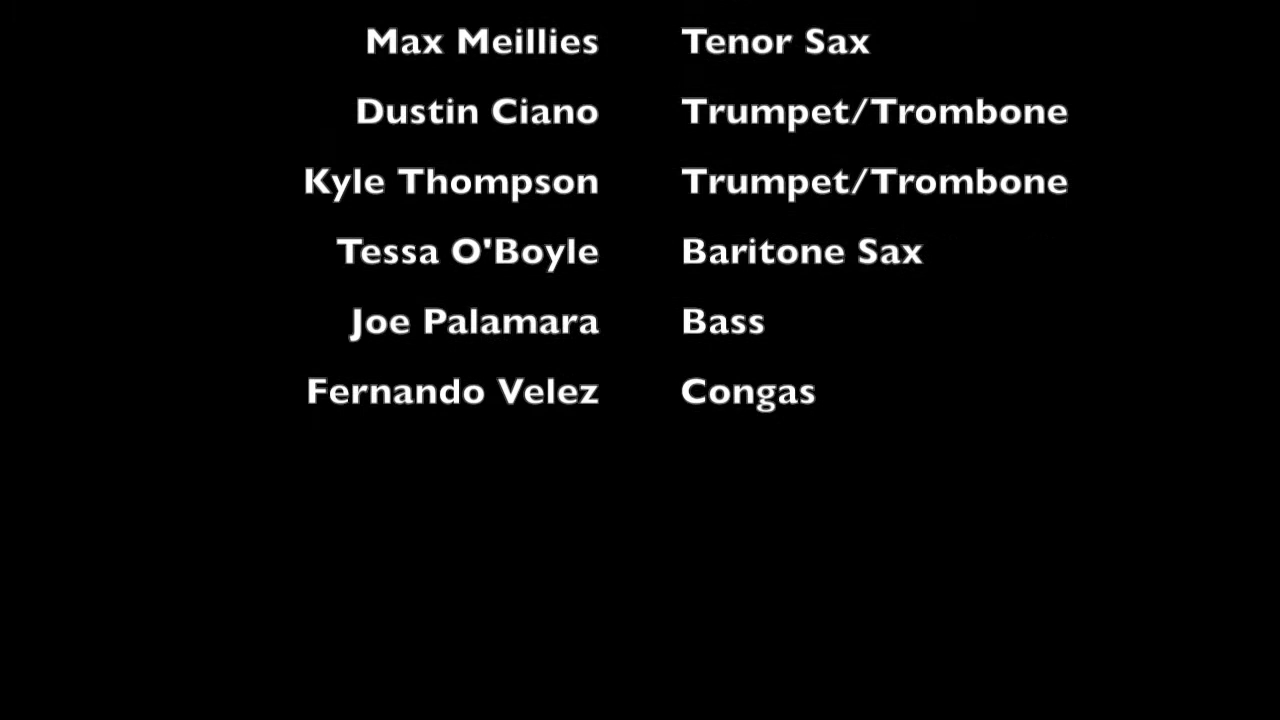 Max Meillies Tenor Sax
Dustin Ciano Trumpet/Trombone
Kyle Thompson Trumpet/Trombone
Tessa O'Boyle Baritone Sax
Joe Palamara Bass
Fernando Velez Congas